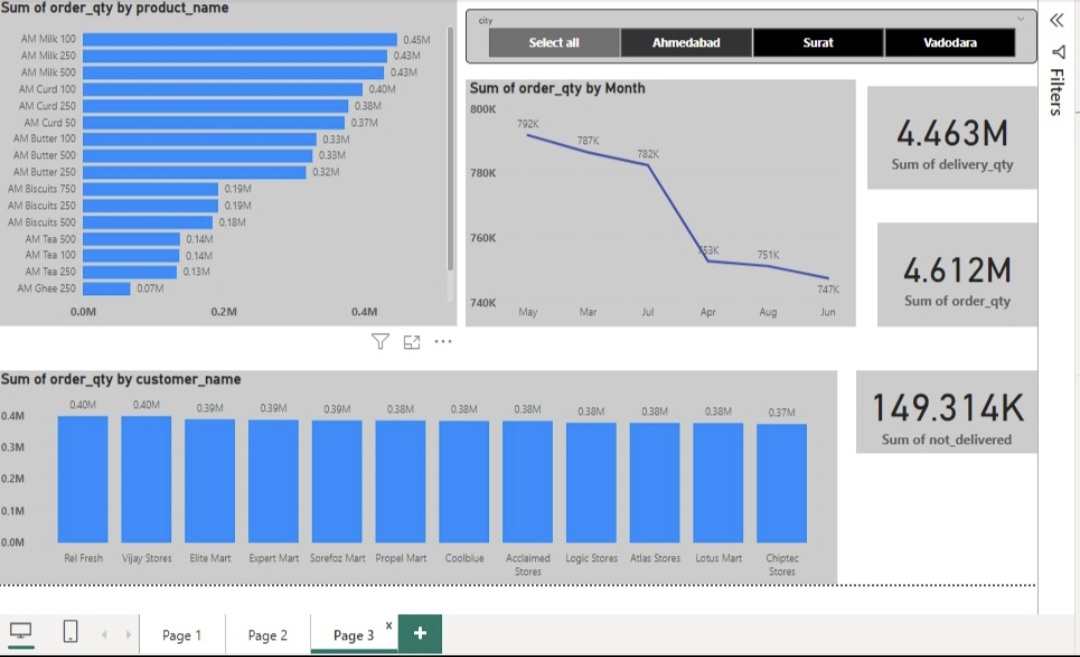 Sum of order_qty by product_name
AM Milk 100 0.45M
AM Milk 250 0.43M
AM Milk 500 0.43M
AM Curd 100 0.40M
AM Curd 250 0.38M
AM Curd 50 0.37M
AM Butter 100 0.33M
AM Butter 500 0.33M
AM Butter 250 0.32M
AM Biscuits 750 0.19M
AM Biscuits 250 0.19M
AM Biscuits 500 0.18M
AM Tea 500 0.14M
AM Tea 100 0.14M
AM Tea 250 0.13M
AM Ghee 250 0.07M
0.0M 0.2M 0.4M
city
Select all Ahmedabad Surat Vadodara
Sum of order_qty by Month
800K
780K
760K
740K
792K 787K 782K 753K 751K 747K
May Mar Jul Apr Aug Jun
4.463M
Sum of delivery_qty
4.612M
Sum of order_qty
149.314K
Sum of not_delivered
Filters
Sum of order_qty by customer_name
0.4M
0.3M
0.2M
0.1M
0.0M
0.40M 0.40M 0.39M 0.39M 0.39M 0.38M 0.38M 0.38M 0.38M 0.38M 0.38M 0.37M
Rel Fresh Vijay Stores Elite Mart Expert Mart Sorefoz Mart Propel Mart Coolblue Acclaimed Stores Logic Stores Atlas Stores Lotus Mart Chiptec Stores
Page 1 Page 2 Page 3 x +